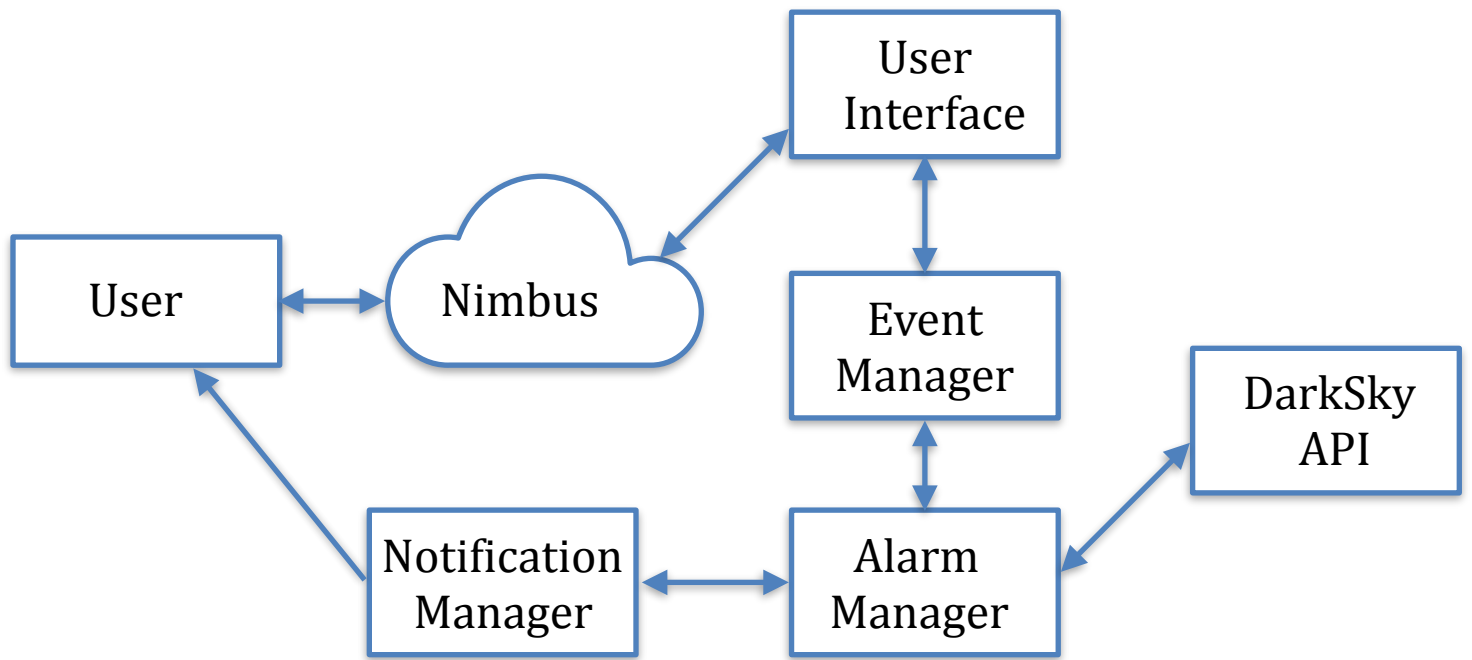 User
Interface
User
Nimbus
Event
Manager
DarkSky
API
Notification
Manager
Alarm
Manager